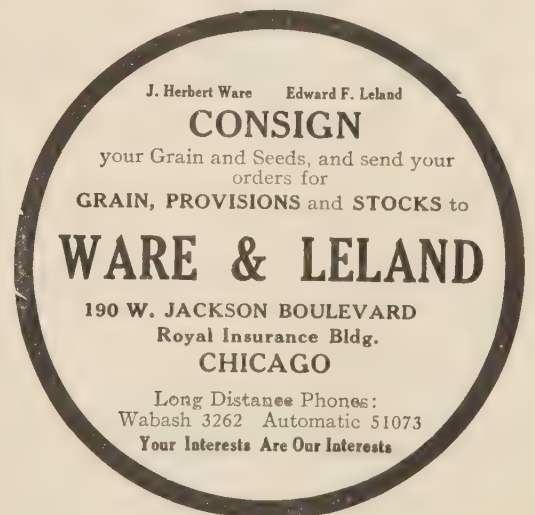 J. Herbert Ware Edward F. Leland
CONSIGN
your Grain and Seeds, and send your
orders for
GRAIN, PROVISIONS and STOCKS to
WARE & LELAND
190 W. JACKSON BOULEVARD
Royal Insurance Bldg.
CHICAGO
Long Distance Phones:
Wabash 3262 Automatic 51073
Your Interests Are Our Interests